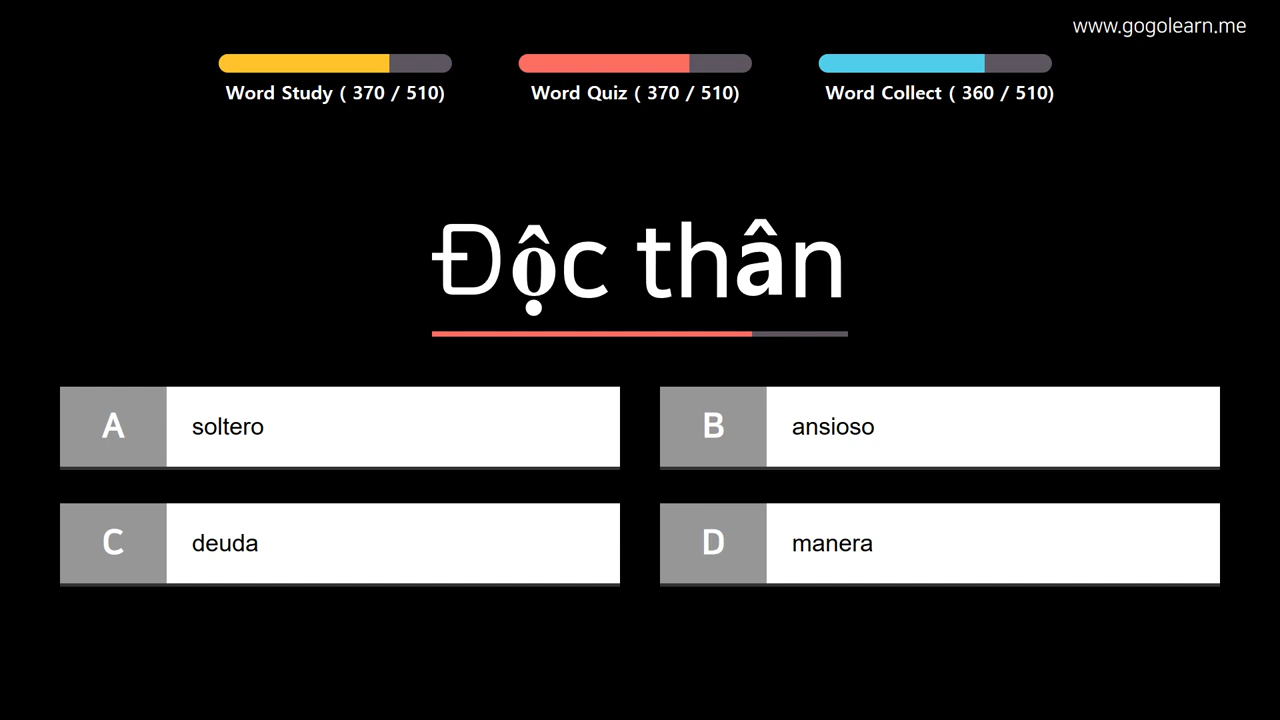 www.gogolearn.me
Word Study ( 370 / 510)
Word Quiz ( 370 / 510)
Word Collect ( 360 / 510)
Độc thân
A soltero
B ansioso
C deuda
D manera